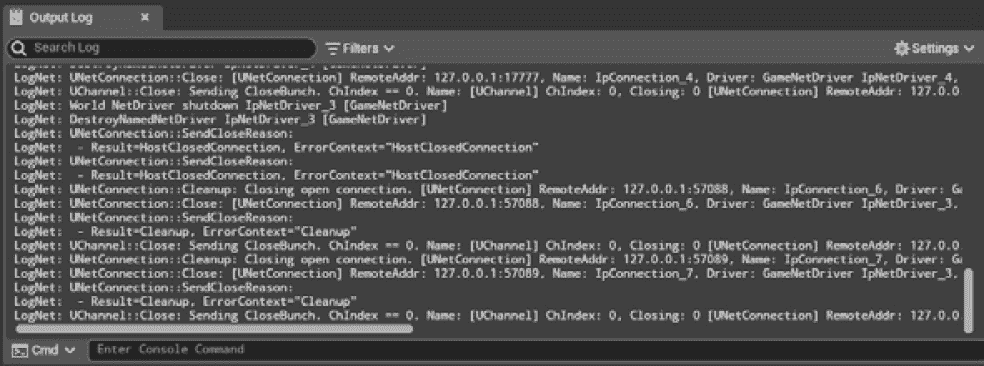 Output Log
Search Log
Filters
Settings
LogNet: DestroyNamedNetDriver IpNetDriver_4 [GameNetDriver]
LogNet: UNetConnection::Close: [UNetConnection] RemoteAddr: 127.0.0.1:17777, Name: IpConnection_4, Driver: GameNetDriver IpNetDriver_4,
LogNet: UChannel::Close: Sending CloseBunch. ChIndex == 0. Name: [UChannel] ChIndex: 0, Closing: 0 [UNetConnection] RemoteAddr: 127.0.0
LogNet: World NetDriver shutdown IpNetDriver_3 [GameNetDriver]
LogNet: DestroyNamedNetDriver IpNetDriver_3 [GameNetDriver]
LogNet: UNetConnection::SendCloseReason:
LogNet:  - Result=HostClosedConnection, ErrorContext="HostClosedConnection"
LogNet: UNetConnection::SendCloseReason:
LogNet:  - Result=HostClosedConnection, ErrorContext="HostClosedConnection"
LogNet: UNetConnection::Cleanup: Closing open connection. [UNetConnection] RemoteAddr: 127.0.0.1:57088, Name: IpConnection_6, Driver: Ga
LogNet: UNetConnection::Close: [UNetConnection] RemoteAddr: 127.0.0.1:57088, Name: IpConnection_6, Driver: GameNetDriver IpNetDriver_3,
LogNet: UNetConnection::SendCloseReason:
LogNet:  - Result=Cleanup, ErrorContext="Cleanup"
LogNet: UChannel::Close: Sending CloseBunch. ChIndex == 0. Name: [UChannel] ChIndex: 0, Closing: 0 [UNetConnection] RemoteAddr: 127.0.0
LogNet: UNetConnection::Cleanup: Closing open connection. [UNetConnection] RemoteAddr: 127.0.0.1:57089, Name: IpConnection_7, Driver: Ga
LogNet: UNetConnection::Close: [UNetConnection] RemoteAddr: 127.0.0.1:57089, Name: IpConnection_7, Driver: GameNetDriver IpNetDriver_3,
LogNet: UNetConnection::SendCloseReason:
LogNet:  - Result=Cleanup, ErrorContext="Cleanup"
LogNet: UChannel::Close: Sending CloseBunch. ChIndex == 0. Name: [UChannel] ChIndex: 0, Closing: 0 [UNetConnection] RemoteAddr: 127.0.0
Cmd
Enter Console Command